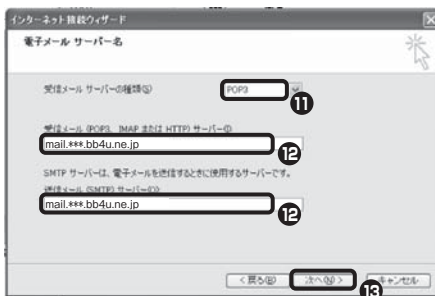 インターネット接続ウィザード
電子メール サーバー名
受信メール サーバーの種類(S)
POP3
⓫
受信メール (POP3、IMAP または HTTP) サーバー(I)
mail.***.bb4u.ne.jp
⓬
SMTP サーバーは、電子メールを送信するときに使用するサーバーです。
送信メール (SMTP) サーバー(O)
mail.***.bb4u.ne.jp
⓬
< 戻る(B)
次へ(N) >
キャンセル
⓭